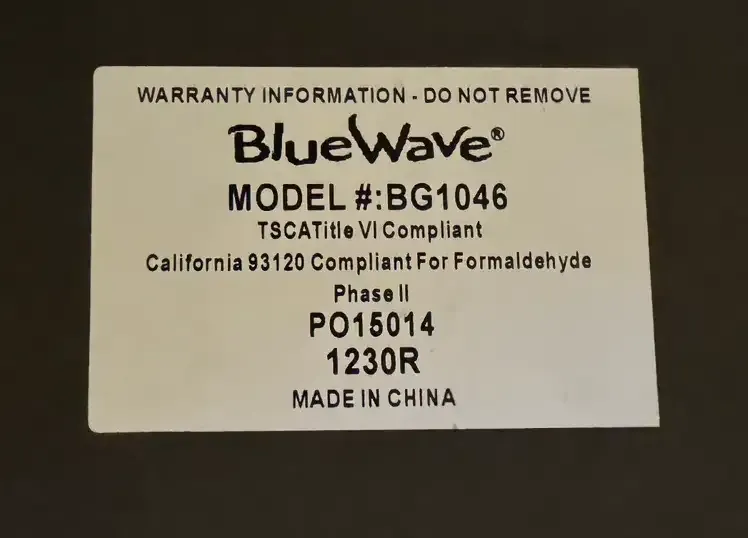 WARRANTY INFORMATION - DO NOT REMOVE
BlueWave®
MODEL #:BG1046
TSCATitle VI Compliant
California 93120 Compliant For Formaldehyde
Phase II
PO15014
1230R
MADE IN CHINA